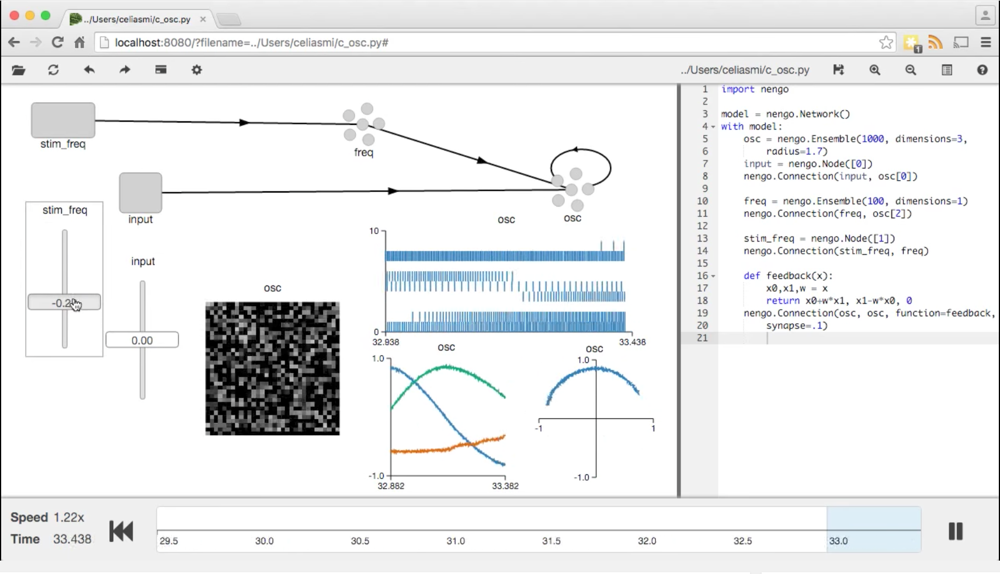 ../Users/celiasmi/c_osc.py
localhost:8080/?filename=../Users/celiasmi/c_osc.py#
1
../Users/celiasmi/c_osc.py
stim_freq
freq
input
osc
stim_freq
input
0.00
osc
osc
10
0
32.938
33.438
osc
1.0
-1.0
32.882
33.382
osc
1.0
-1
1
-1.0
1 import nengo
2
3 model = nengo.Network()
4 with model:
5 osc = nengo.Ensemble(1000, dimensions=3,
6 radius=1.7)
7 input = nengo.Node([0])
8 nengo.Connection(input, osc[0])
9
10 freq = nengo.Ensemble(100, dimensions=1)
11 nengo.Connection(freq, osc[2])
12
13 stim_freq = nengo.Node([1])
14 nengo.Connection(stim_freq, freq)
15
16 def feedback(x):
17 x0,x1,w = x
18 return x0+w*x1, x1-w*x0, 0
19 nengo.Connection(osc, osc, function=feedback,
20 synapse=.1)
21
Speed 1.22x
Time 33.438
29.5 30.0 30.5 31.0 31.5 32.0 32.5 33.0